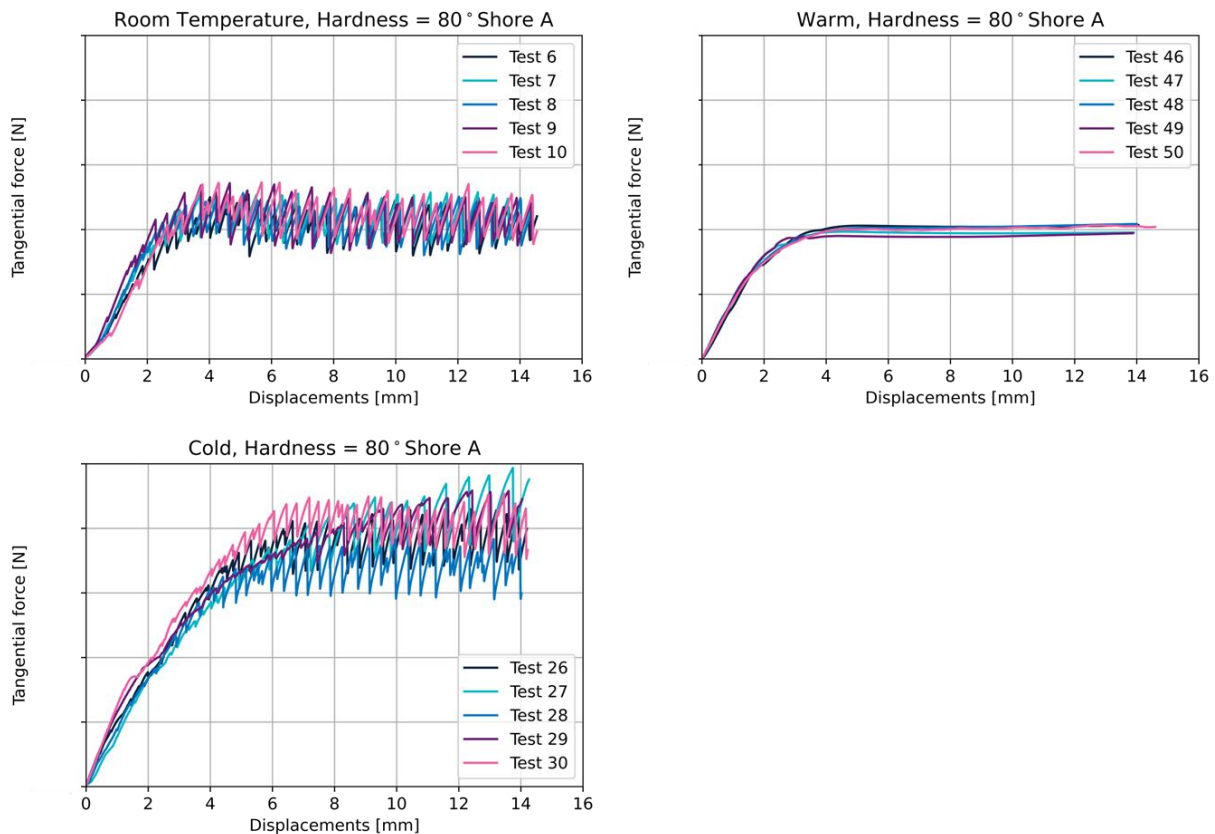 Room Temperature, Hardness = 80°Shore A
Tangential force [N]
Test 6
Test 7
Test 8
Test 9
Test 10
0 2 4 6 8 10 12 14 16
Displacements [mm]
Warm, Hardness = 80°Shore A
Tangential force [N]
Test 46
Test 47
Test 48
Test 49
Test 50
0 2 4 6 8 10 12 14 16
Displacements [mm]
Cold, Hardness = 80°Shore A
Tangential force [N]
Test 26
Test 27
Test 28
Test 29
Test 30
0 2 4 6 8 10 12 14 16
Displacements [mm]